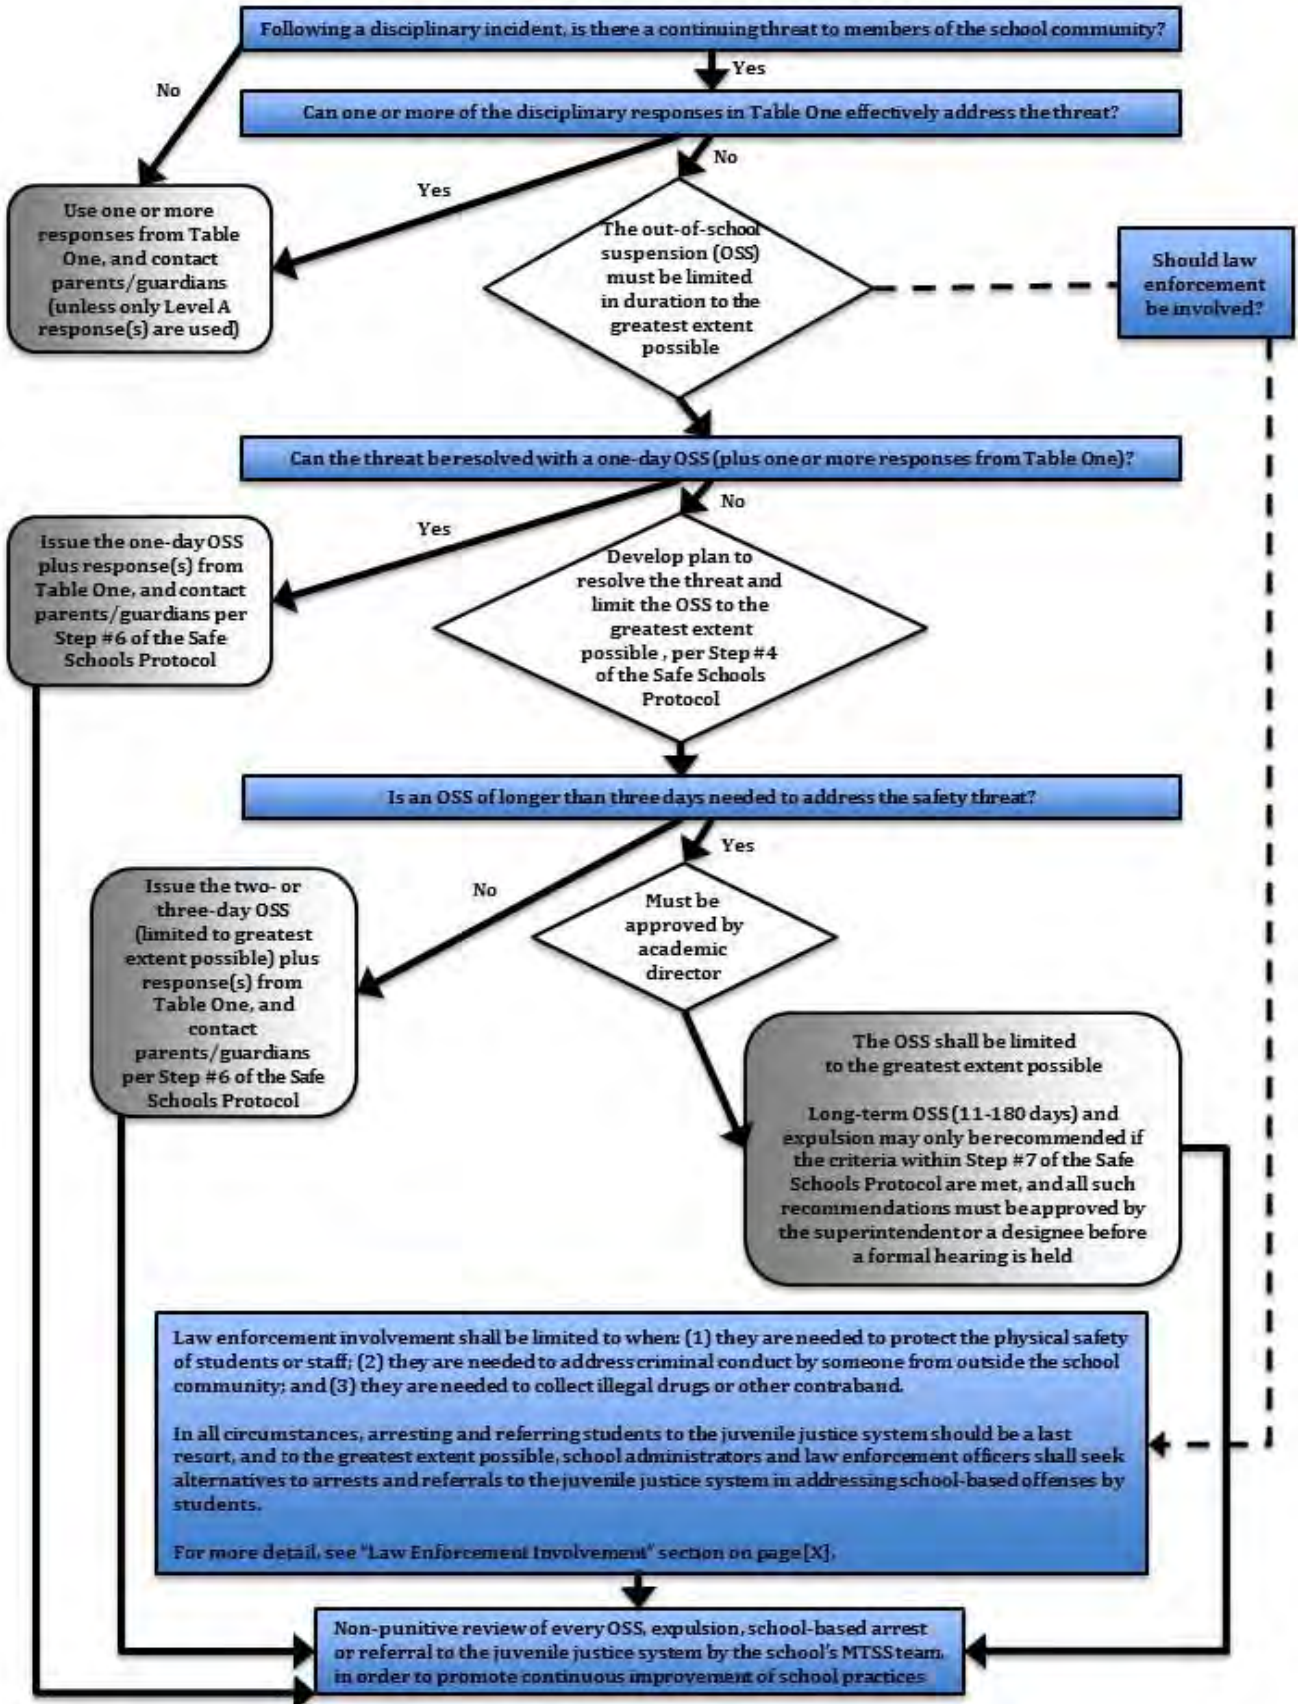 Following a disciplinary incident, is there a continuing threat to members of the school community?
No
Yes
Can one or more of the disciplinary responses in Table One effectively address the threat?
Yes
No
Use one or more
responses from Table
One, and contact
parents/guardians
(unless only Level A
response(s) are used)
The out-of-school
suspension (OSS)
must be limited
in duration to the
greatest extent
possible
Should law
enforcement
be involved?
Can the threat be resolved with a one-day OSS (plus one or more responses from Table One)?
Yes
No
Issue the one-day OSS
plus response(s) from
Table One, and contact
parents/guardians per
Step #6 of the Safe
Schools Protocol
Develop plan to
resolve the threat and
limit the OSS to the
greatest extent
possible , per Step #4
of the Safe Schools
Protocol
Is an OSS of longer than three days needed to address the safety threat?
No
Yes
Issue the two- or
three-day OSS
(limited to greatest
extent possible) plus
response(s) from
Table One, and
contact
parents/guardians
per Step #6 of the Safe
Schools Protocol
Must be
approved by
academic
director
The OSS shall be limited
to the greatest extent possible
Long-term OSS (11-180 days) and
expulsion may only be recommended if
the criteria within Step #7 of the Safe
Schools Protocol are met, and all such
recommendations must be approved by
the superintendent or a designee before
a formal hearing is held
Law enforcement involvement shall be limited to when: (1) they are needed to protect the physical safety
of students or staff; (2) they are needed to address criminal conduct by someone from outside the school
community; and (3) they are needed to collect illegal drugs or other contraband.
In all circumstances, arresting and referring students to the juvenile justice system should be a last
resort, and to the greatest extent possible, school administrators and law enforcement officers shall seek
alternatives to arrests and referrals to the juvenile justice system in addressing school-based offenses by
students.
For more detail, see "Law Enforcement Involvement" section on page [X].
Non-punitive review of every OSS, expulsion, school-based arrest
or referral to the juvenile justice system by the school's MTSS team,
in order to promote continuous improvement of school practices